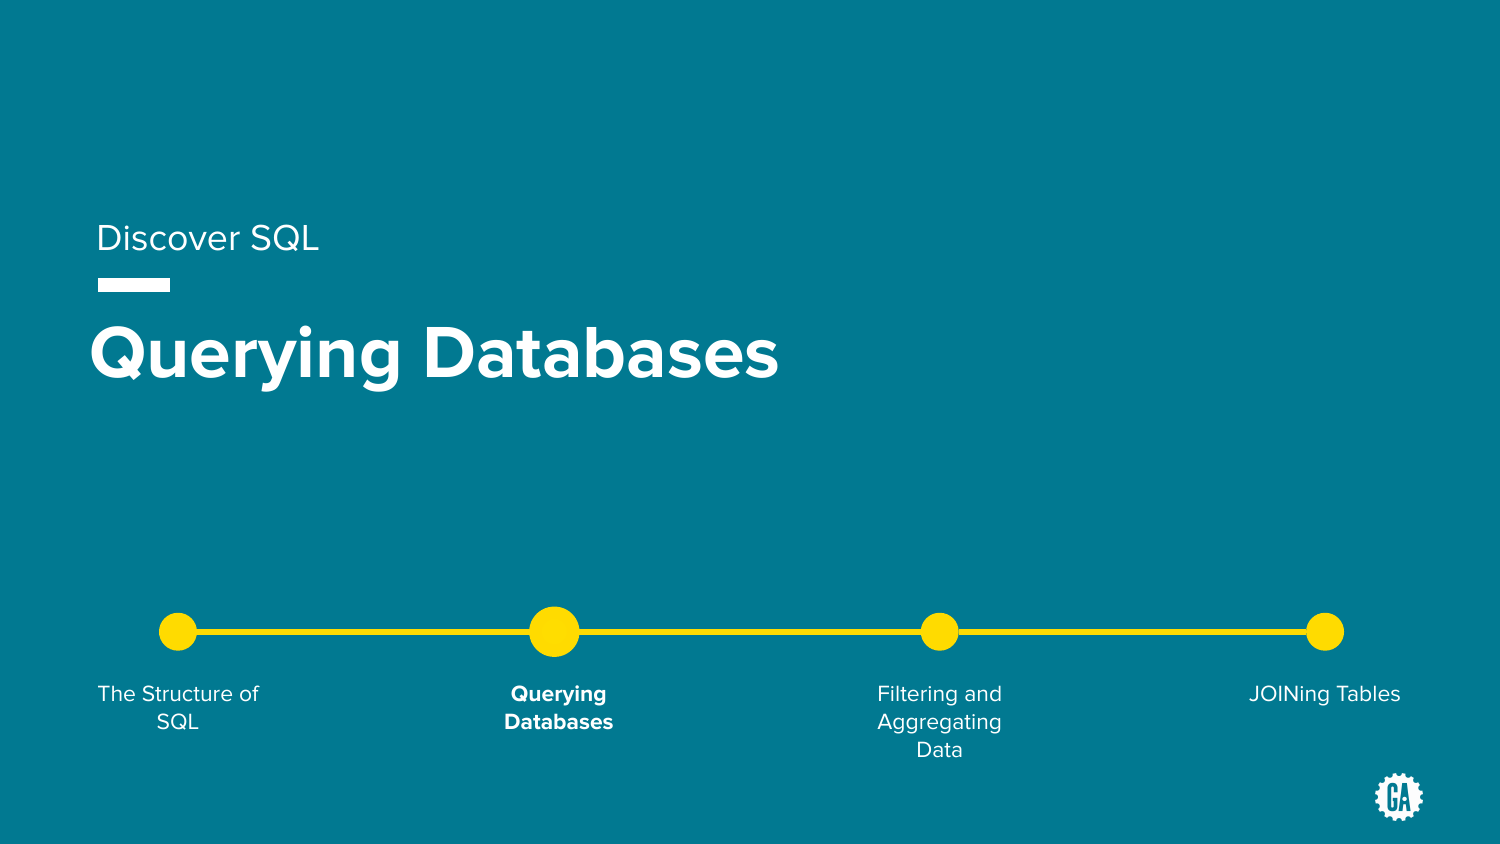 Discover SQL
Querying Databases
The Structure of
SQL
Querying
Databases
Filtering and
Aggregating
Data
JOINing Tables
GA